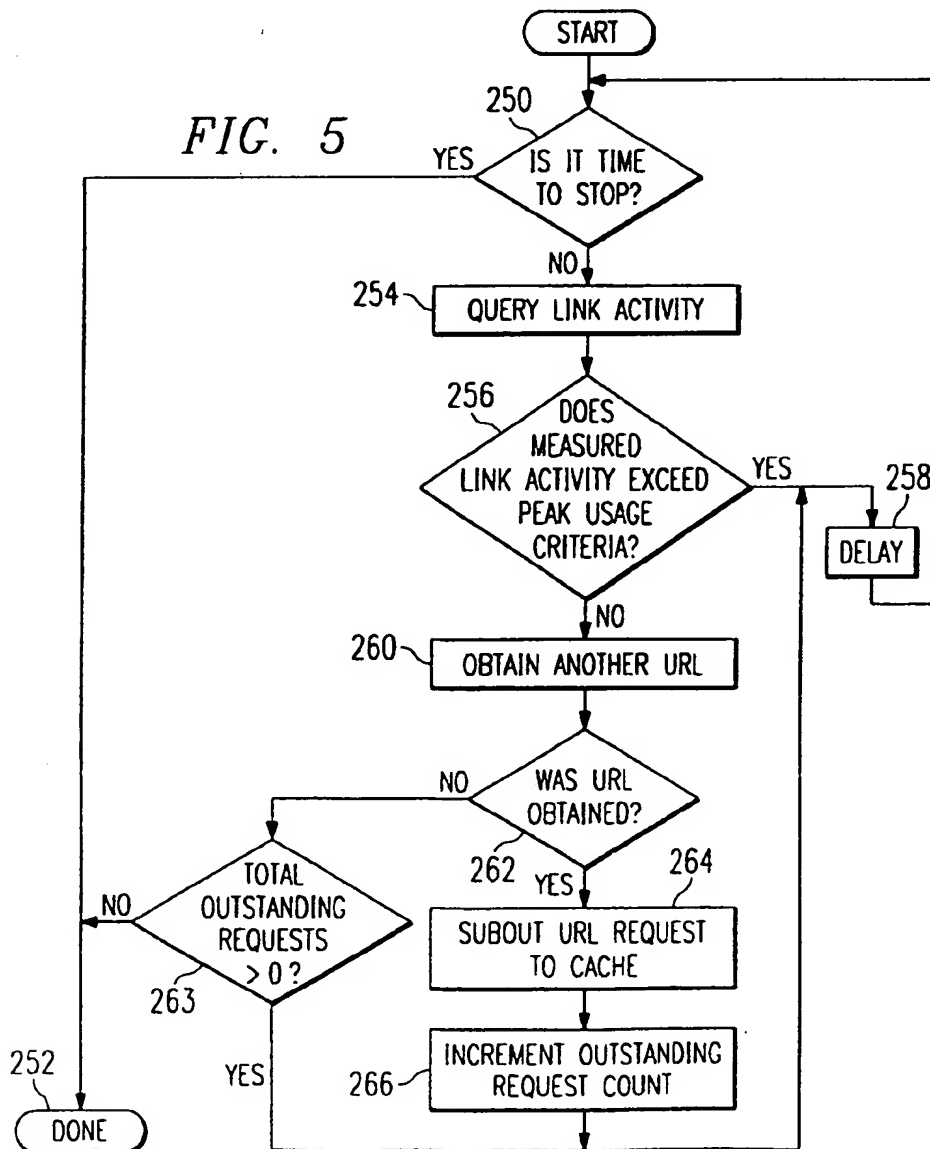 START
FIG. 5
250
YES
IS IT TIME
TO STOP?
NO
254
QUERY LINK ACTIVITY
256
DOES
MEASURED
LINK ACTIVITY EXCEED
PEAK USAGE
CRITERIA?
YES
258
DELAY
NO
260
OBTAIN ANOTHER URL
NO
WAS URL
OBTAINED?
262
YES
264
TOTAL
OUTSTANDING
REQUESTS
> 0?
NO
263
SUBOUT URL REQUEST
TO CACHE
YES
266
INCREMENT OUTSTANDING
REQUEST COUNT
252
DONE